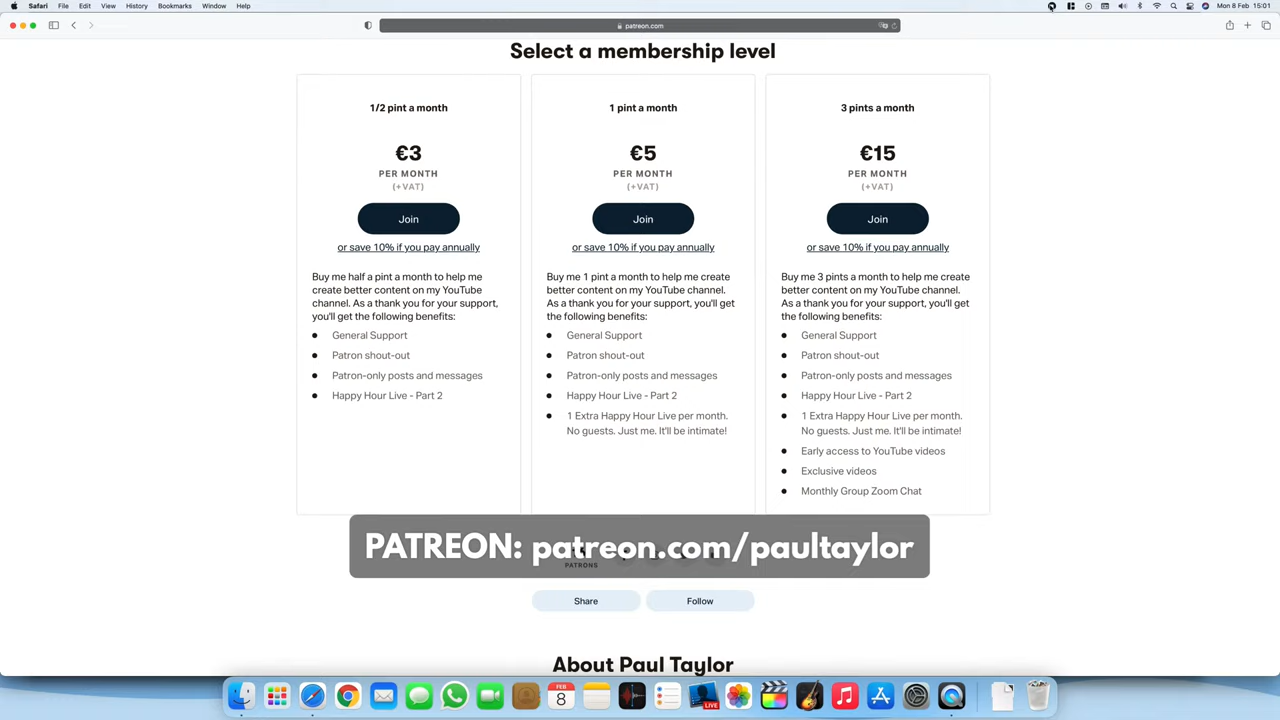 Safari File Edit View History Bookmarks Window Help Mon 8 Feb 15:01
patreon.com
Select a membership level
1/2 pint a month
€3
PER MONTH
(+VAT)
Join
or save 10% if you pay annually
Buy me half a pint a month to help me
create better content on my YouTube
channel. As a thank you for your support,
you'll get the following benefits:
General Support
Patron shout-out
Patron-only posts and messages
Happy Hour Live - Part 2
1 pint a month
€5
PER MONTH
(+VAT)
Join
or save 10% if you pay annually
Buy me 1 pint a month to help me create
better content on my YouTube channel.
As a thank you for your support, you'll get
the following benefits:
General Support
Patron shout-out
Patron-only posts and messages
Happy Hour Live - Part 2
1 Extra Happy Hour Live per month.
No guests. Just me. It'll be intimate!
3 pints a month
€15
PER MONTH
(+VAT)
Join
or save 10% if you pay annually
Buy me 3 pints a month to help me create
better content on my YouTube channel.
As a thank you for your support, you'll get
the following benefits:
General Support
Patron shout-out
Patron-only posts and messages
Happy Hour Live - Part 2
1 Extra Happy Hour Live per month.
No guests. Just me. It'll be intimate!
Early access to YouTube videos
Exclusive videos
Monthly Group Zoom Chat
PATREON: patreon.com/paultaylor
PATRONS
Share
Follow
About Paul Taylor
FEB
8
LIVE